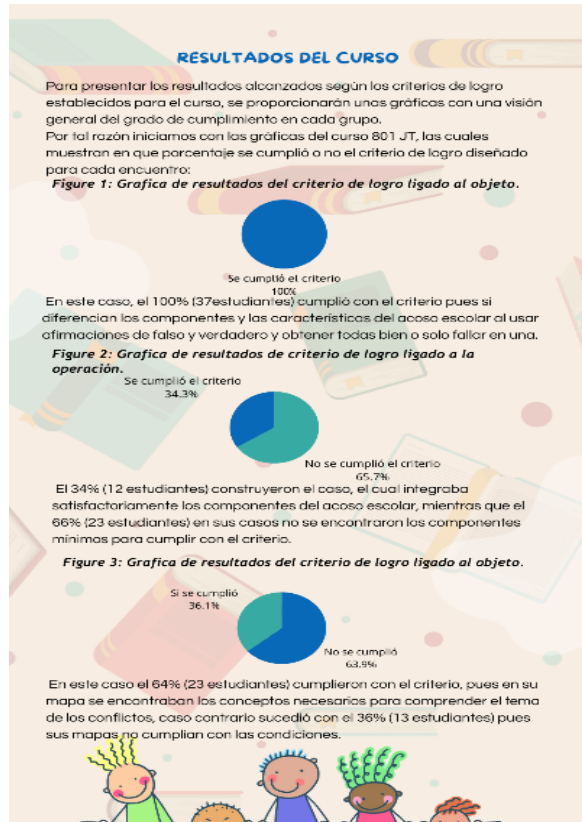 RESULTADOS DEL CURSO
Para presentar los resultados alcanzados según los criterios de logro
establecidos para el curso, se proporcionarán unas gráficas con una visión
general del grado de cumplimiento en cada grupo.
Por tal razón iniciamos con las gráficas del curso 801 JT, las cuales
muestran en que porcentaje se cumplió o no el criterio de logro diseñado
para cada encuentro:
Figure 1: Grafica de resultados del criterio de logro ligado al objeto.
Se cumplió el criterio
100%
En este caso, el 100% (37estudiantes) cumplió con el criterio pues si
diferencian los componentes y las características del acoso escolar al usar
afirmaciones de falso y verdadero y obtener todas bien o solo fallar en una.
Figure 2: Grafica de resultados de criterio de logro ligado a la
operación.
Se cumplió el criterio
34.3%
No se cumplió el criterio
65.7%
El 34% (12 estudiantes) construyeron el caso, el cual integraba
satisfactoriamente los componentes del acoso escolar, mientras que el
66% (23 estudiantes) en sus casos no se encontraron los componentes
mínimos para cumplir con el criterio.
Figure 3: Grafica de resultados del criterio de logro ligado al objeto.
Si se cumplió
36.1%
No se cumplió
63.9%
En este caso el 64% (23 estudiantes) cumplieron con el criterio, pues en su
mapa se encontraban los conceptos necesarios para comprender el tema
de los conflictos, caso contrario sucedió con el 36% (13 estudiantes) pues
sus mapas no cumplian con las condiciones.